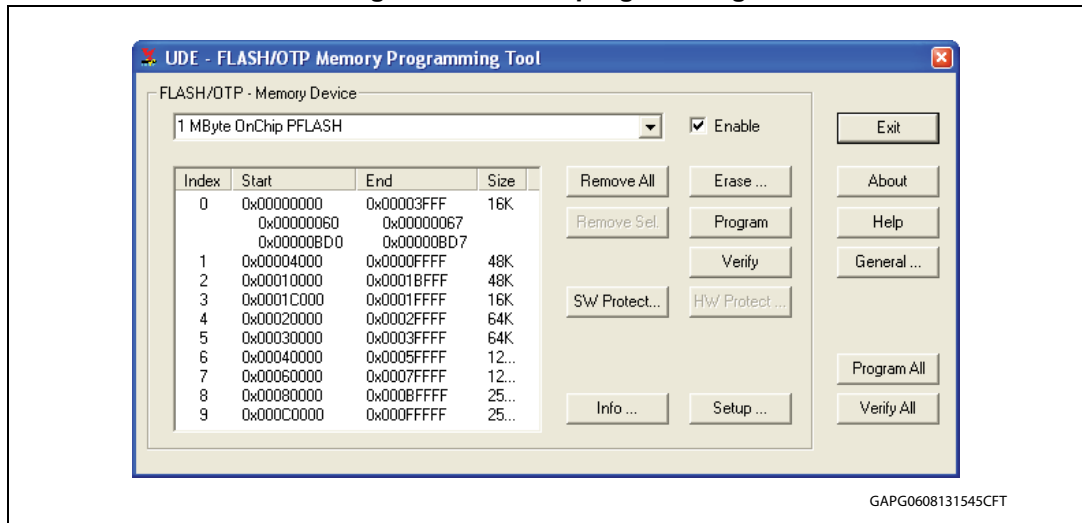 UDE - FLASH/OTP Memory Programming Tool
FLASH/OTP - Memory Device
1 MByte OnChip PFLASH
Enable
Exit
Index Start End Size
0 0x00000000 0x00003FFF 16K
0x00000060 0x00000067
0x00000BD0 0x00000BD7
1 0x00004000 0x0000FFFF 48K
2 0x00010000 0x0001BFFF 48K
3 0x0001C000 0x0001FFFF 16K
4 0x00020000 0x0002FFFF 64K
5 0x00030000 0x0003FFFF 64K
6 0x00040000 0x0005FFFF 12...
7 0x00060000 0x0007FFFF 12...
8 0x00080000 0x000BFFFF 25...
9 0x000C0000 0x000FFFFF 25...
Remove All Erase ... About
Remove Sel. Program Help
Verify General ...
SW Protect... HW Protect ...
Program All
Info ... Setup ... Verify All
GAPG0608131545CFT